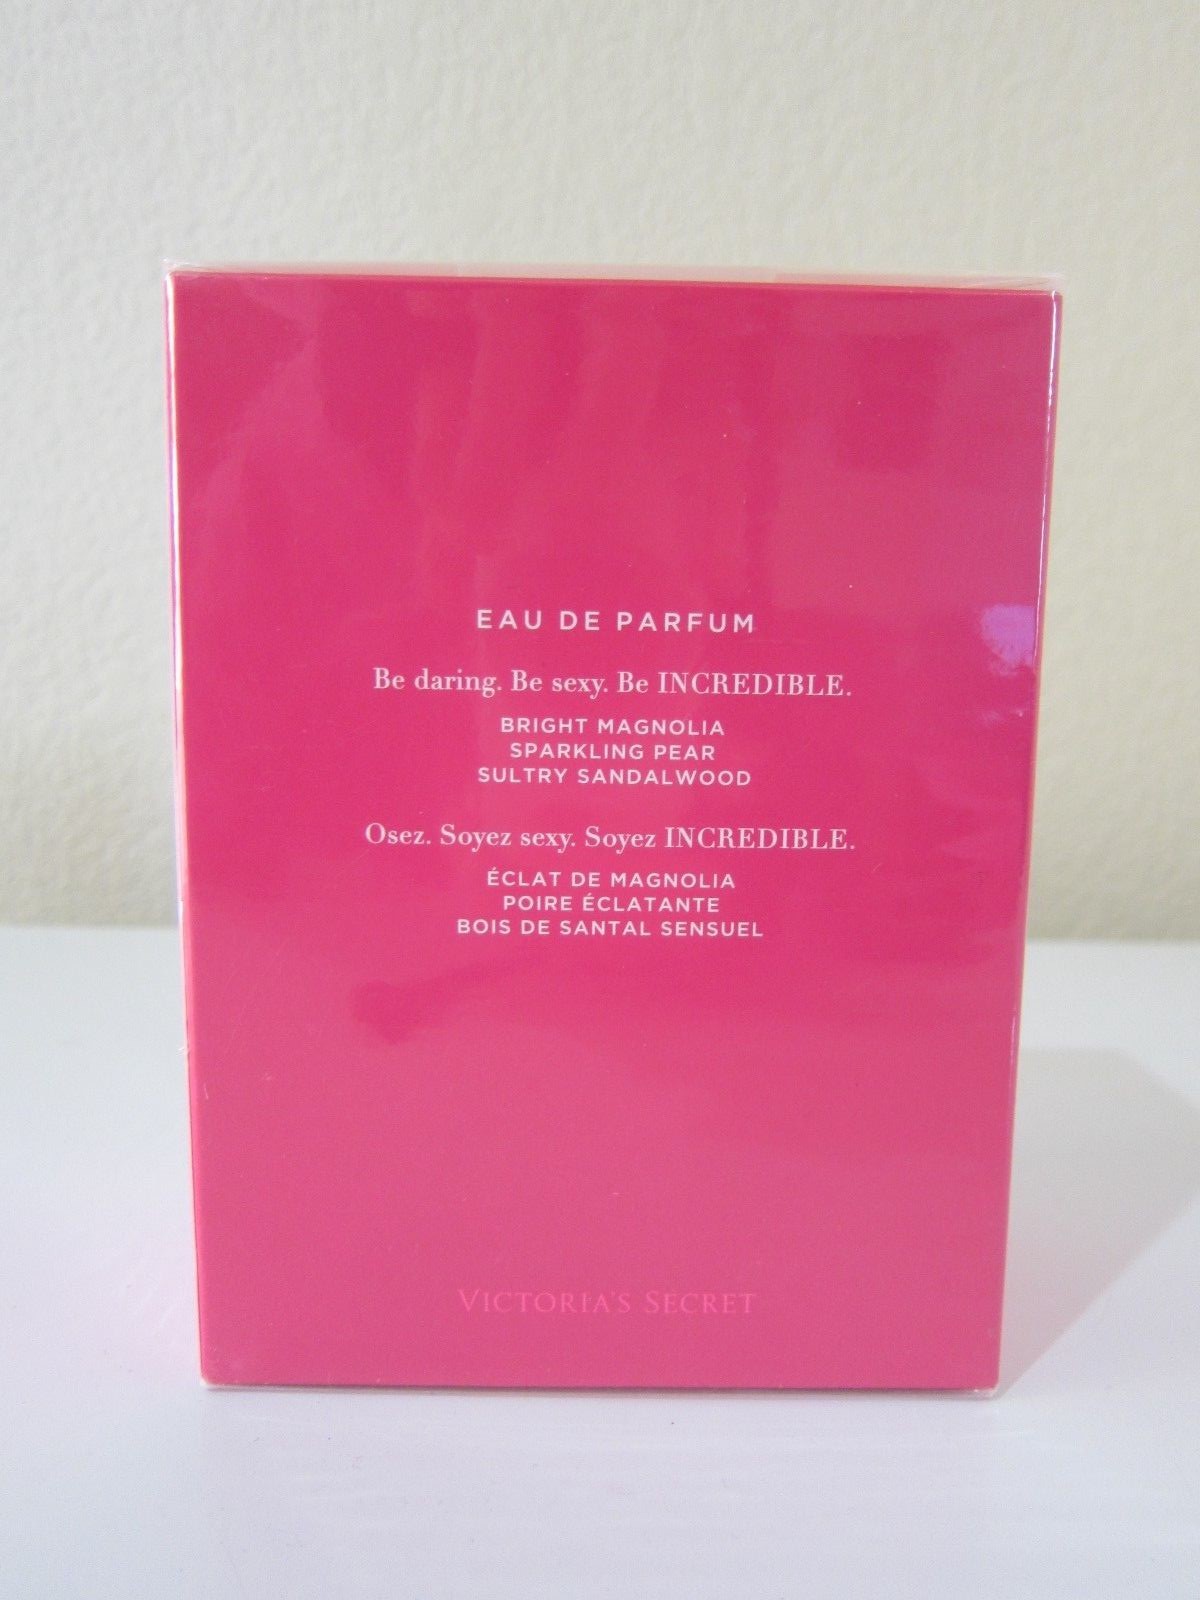 EAU DE PARFUM
Be daring. Be sexy. Be INCREDIBLE.
BRIGHT MAGNOLIA
SPARKLING PEAR
SULTRY SANDALWOOD
Osez. Soyez sexy. Soyez INCREDIBLE.
ÉCLAT DE MAGNOLIA
POIRE ÉCLATANTE
BOIS DE SANTAL SENSUEL
VICTORIA'S SECRET